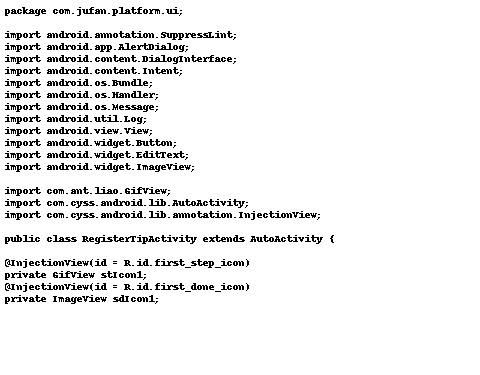 package com.jufan.platform.ui;
import android.annotation.SuppressLint;
import android.app.AlertDialog;
import android.content.DialogInterface;
import android.content.Intent;
import android.os.Bundle;
import android.os.Handler;
import android.os.Message;
import android.util.Log;
import android.view.View;
import android.widget.Button;
import android.widget.EditText;
import android.widget.ImageView;
import com.ant.liao.GifView;
import com.cyss.android.lib.AutoActivity;
import com.cyss.android.lib.annotation.InjectionView;
public class RegisterTipActivity extends AutoActivity {
@InjectionView(id = R.id.first_step_icon)
private GifView stIcon1;
@InjectionView(id = R.id.first_done_icon)
private ImageView sdIcon1;